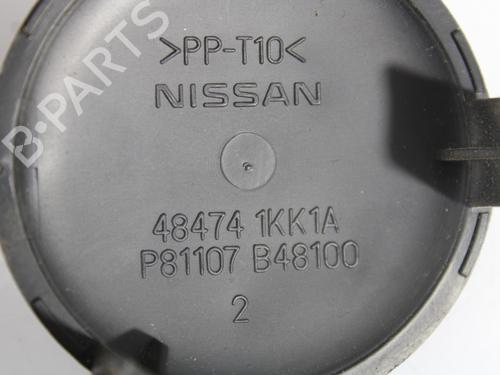 >PP-T10<
NISSAN
48474 1KK1A
P81107 B48100
2
B-PARTS